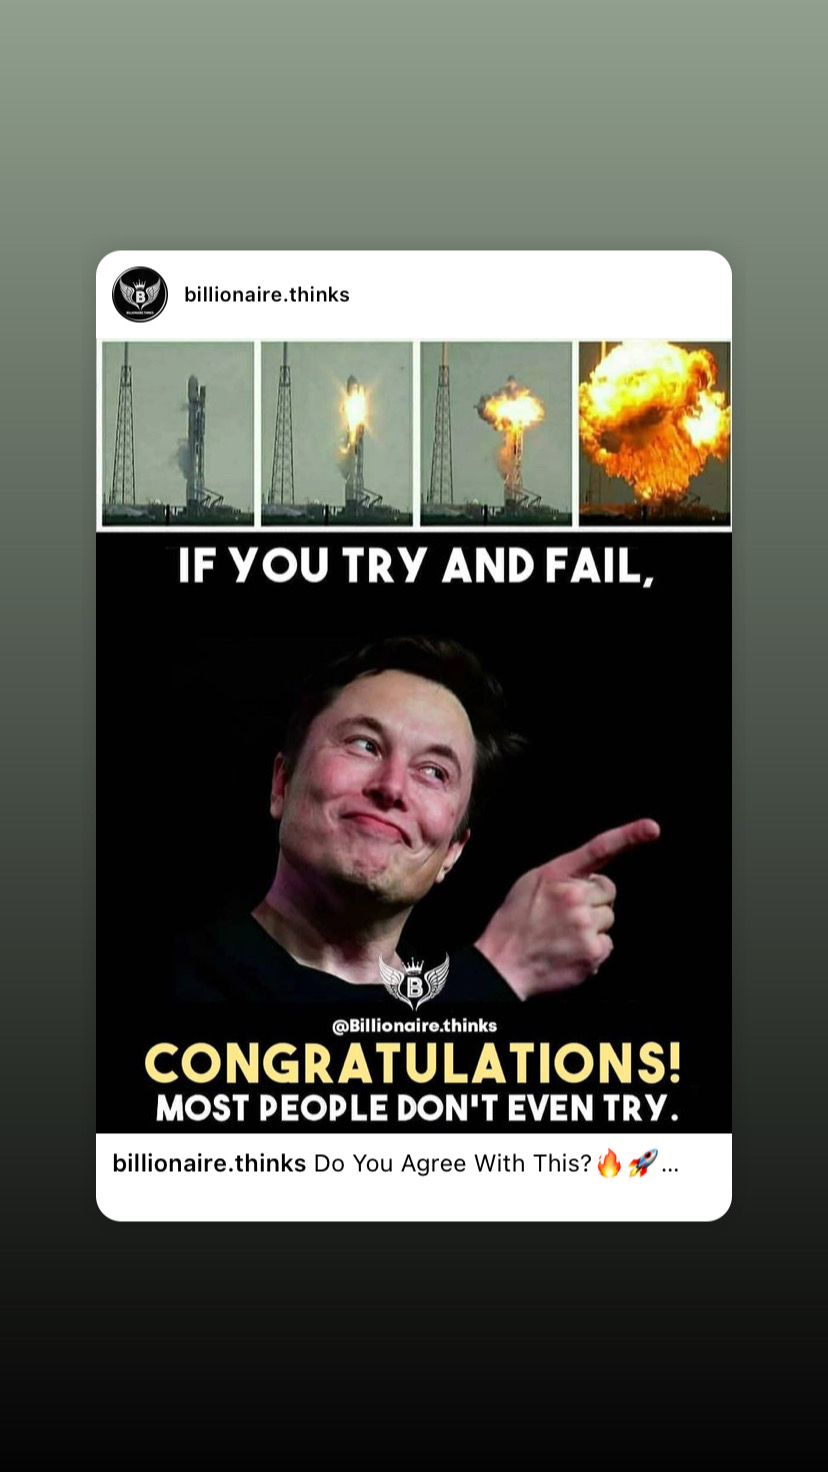 billionaire.thinks
IF YOU TRY AND FAIL,
B
@Billionaire.thinks
CONGRATULATIONS!
MOST PEOPLE DON'T EVEN TRY.
billionaire.thinks Do You Agree With This?🔥🚀...